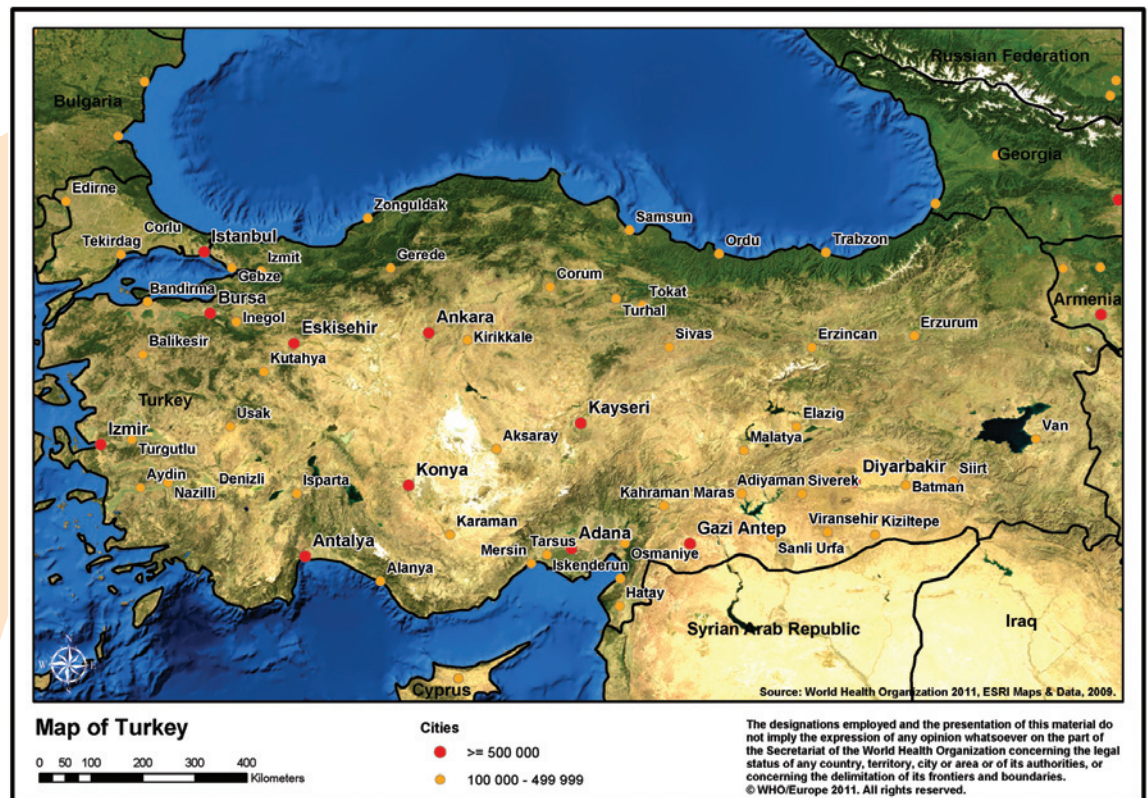 Russian Federation
Bulgaria
Georgia
Edirne
Zonguldak
Samsun
Corlu
Istanbul
Ordu
Trabzon
Tekirdag
Izmit
Gerede
Gebze
Corum
Bandirma
Tokat
Armenia
Bursa
Turhal
Inegol
Ankara
Eskisehir
Erzurum
Kirikkale
Sivas
Erzincan
Balikesir
Kutahya
Turkey
Kayseri
Usak
Elazig
Van
Izmir
Aksaray
Malatya
Turgutlu
Konya
Diyarbakir
Siirt
Aydin
Denizli
Isparta
Adiyaman
Siverek
Batman
Nazilli
Kahraman Maras
Karaman
Viransehir
Kiziltepe
Adana
Gazi Antep
Tarsus
Antalya
Mersin
Osmaniye
Sanli Urfa
Iskenderun
Alanya
Hatay
Iraq
Syrian Arab Republic
N
W
E
S
Cyprus
Source: World Health Organization 2011, ESRI Maps & Data, 2009.
Map of Turkey
0 50 100 200 300 400
Kilometers
Cities
>= 500 000
100 000 - 499 999
The designations employed and the presentation of this material do
not imply the expression of any opinion whatsoever on the part of
the Secretariat of the World Health Organization concerning the legal
status of any country, territory, city or area or of its authorities, or
concerning the delimitation of its frontiers and boundaries.
© WHO/Europe 2011. All rights reserved.